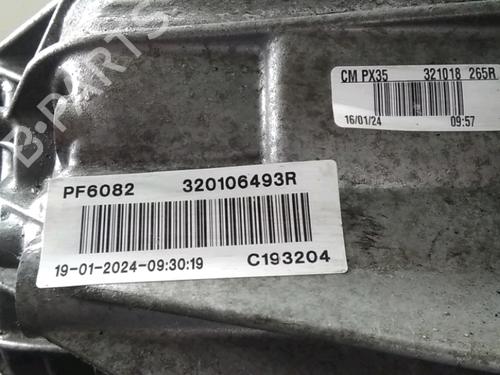 B-PARTS
CM PX35 321018 265R
16/01/24 09:57
PF6082 320106493R
19-01-2024-09:30:19 C193204